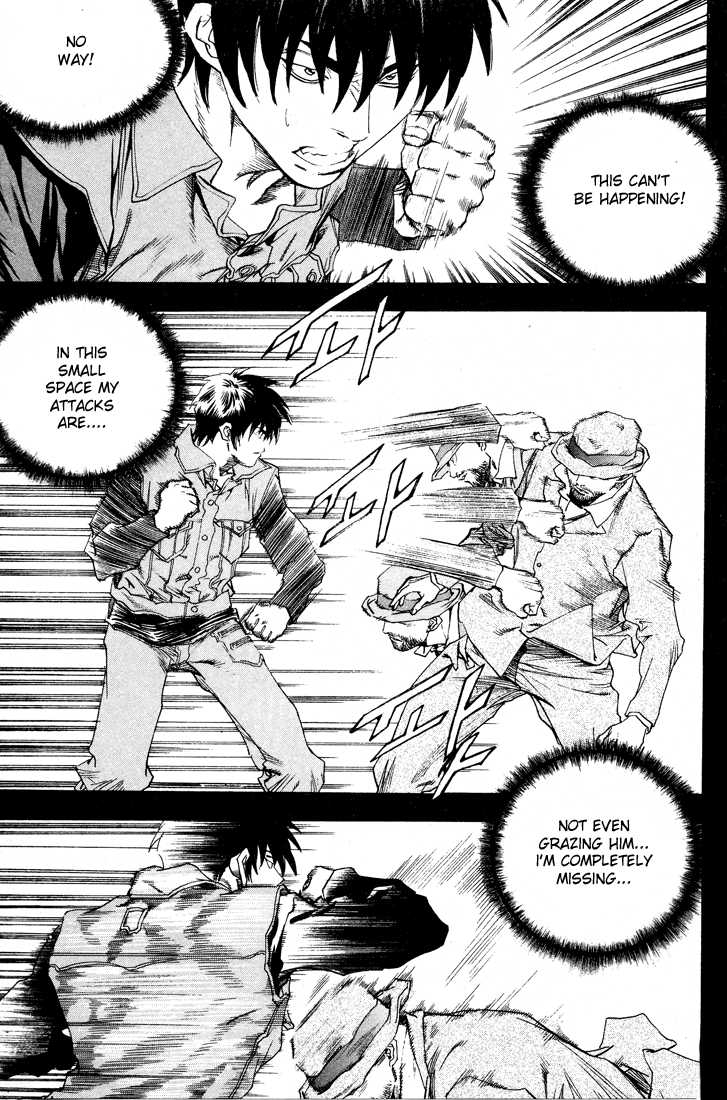 NO
WAY!
THIS CAN'T
BE HAPPENING!
IN THIS
SMALL
SPACE MY
ATTACKS
ARE....
NOT EVEN
GRAZING HIM...
I'M COMPLETELY
MISSING...